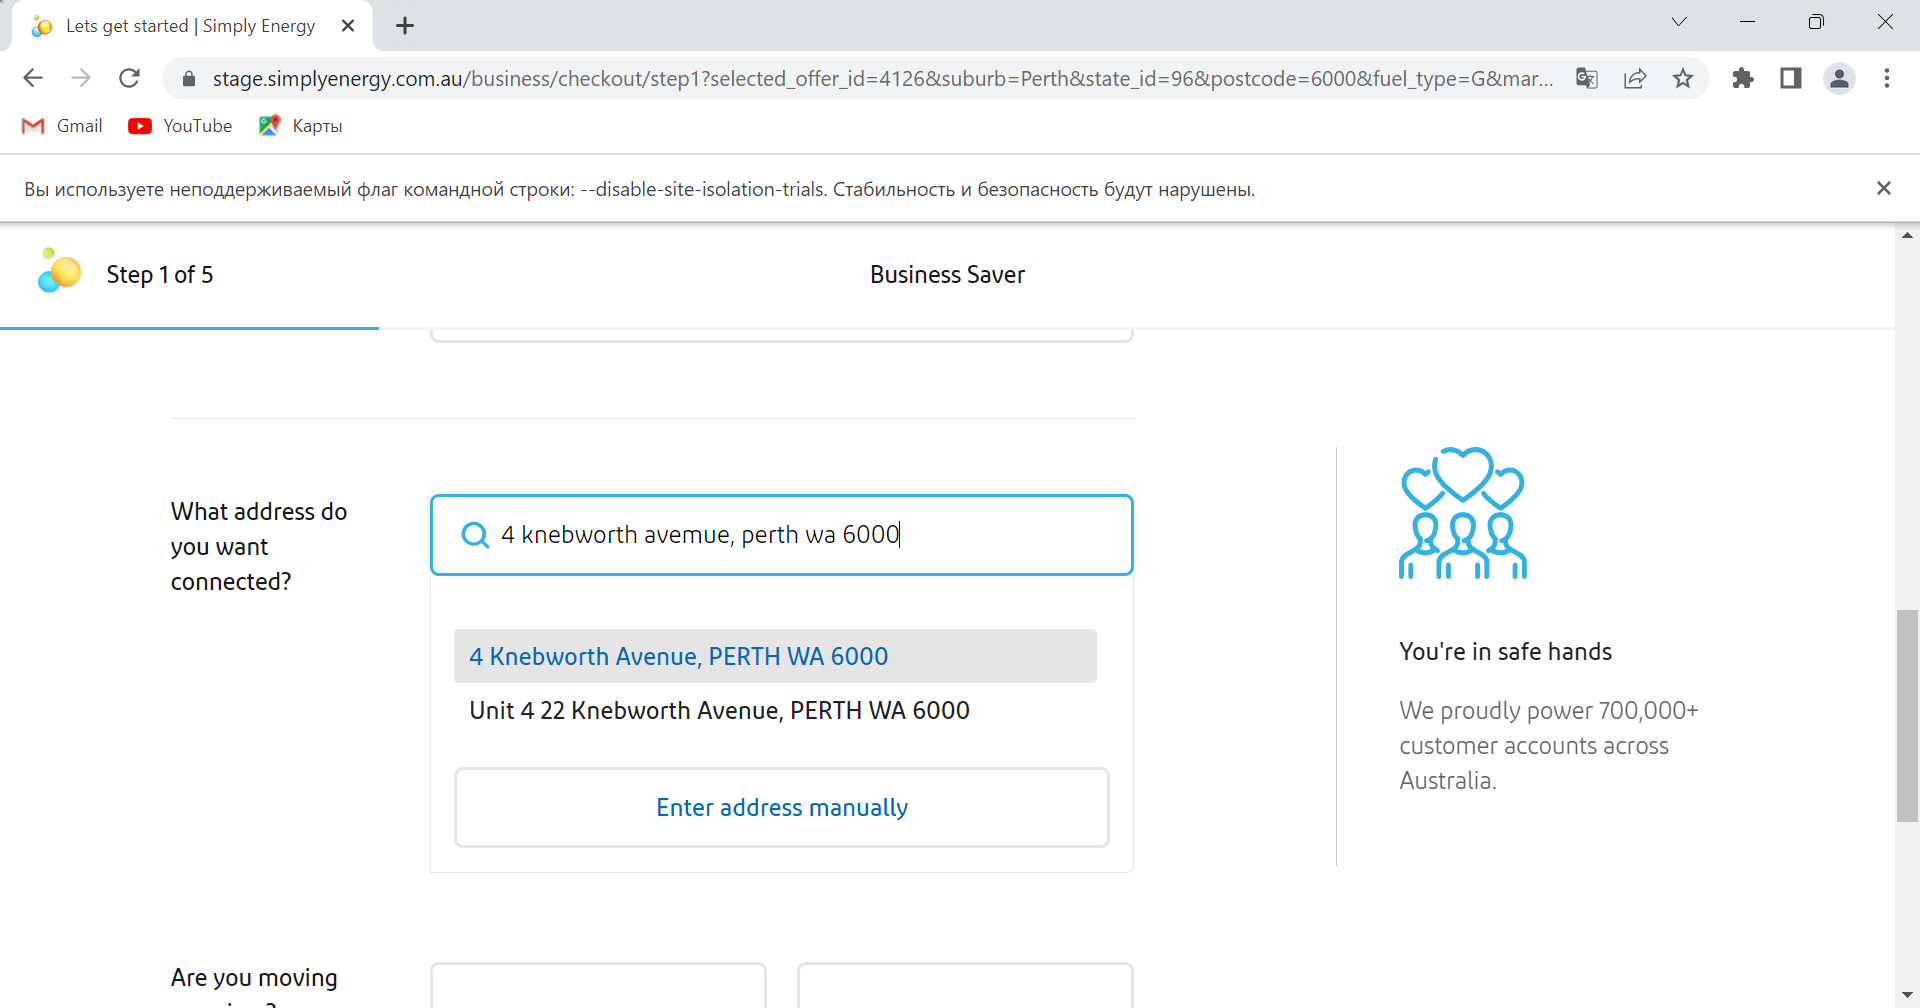 Lets get started | Simply Energy
stage.simplyenergy.com.au/business/checkout/step1?selected_offer_id=4126&suburb=Perth&state_id=96&postcode=6000&fuel_type=G&mar...
Gmail
YouTube
Карты
Вы используете неподдерживаемый флаг командной строки: --disable-site-isolation-trials. Стабильность и безопасность будут нарушены.
Step 1 of 5
Business Saver
What address do
you want
connected?
4 knebworth avemue, perth wa 6000
4 Knebworth Avenue, PERTH WA 6000
Unit 4 22 Knebworth Avenue, PERTH WA 6000
Enter address manually
You're in safe hands
We proudly power 700,000+
customer accounts across
Australia.
Are you moving